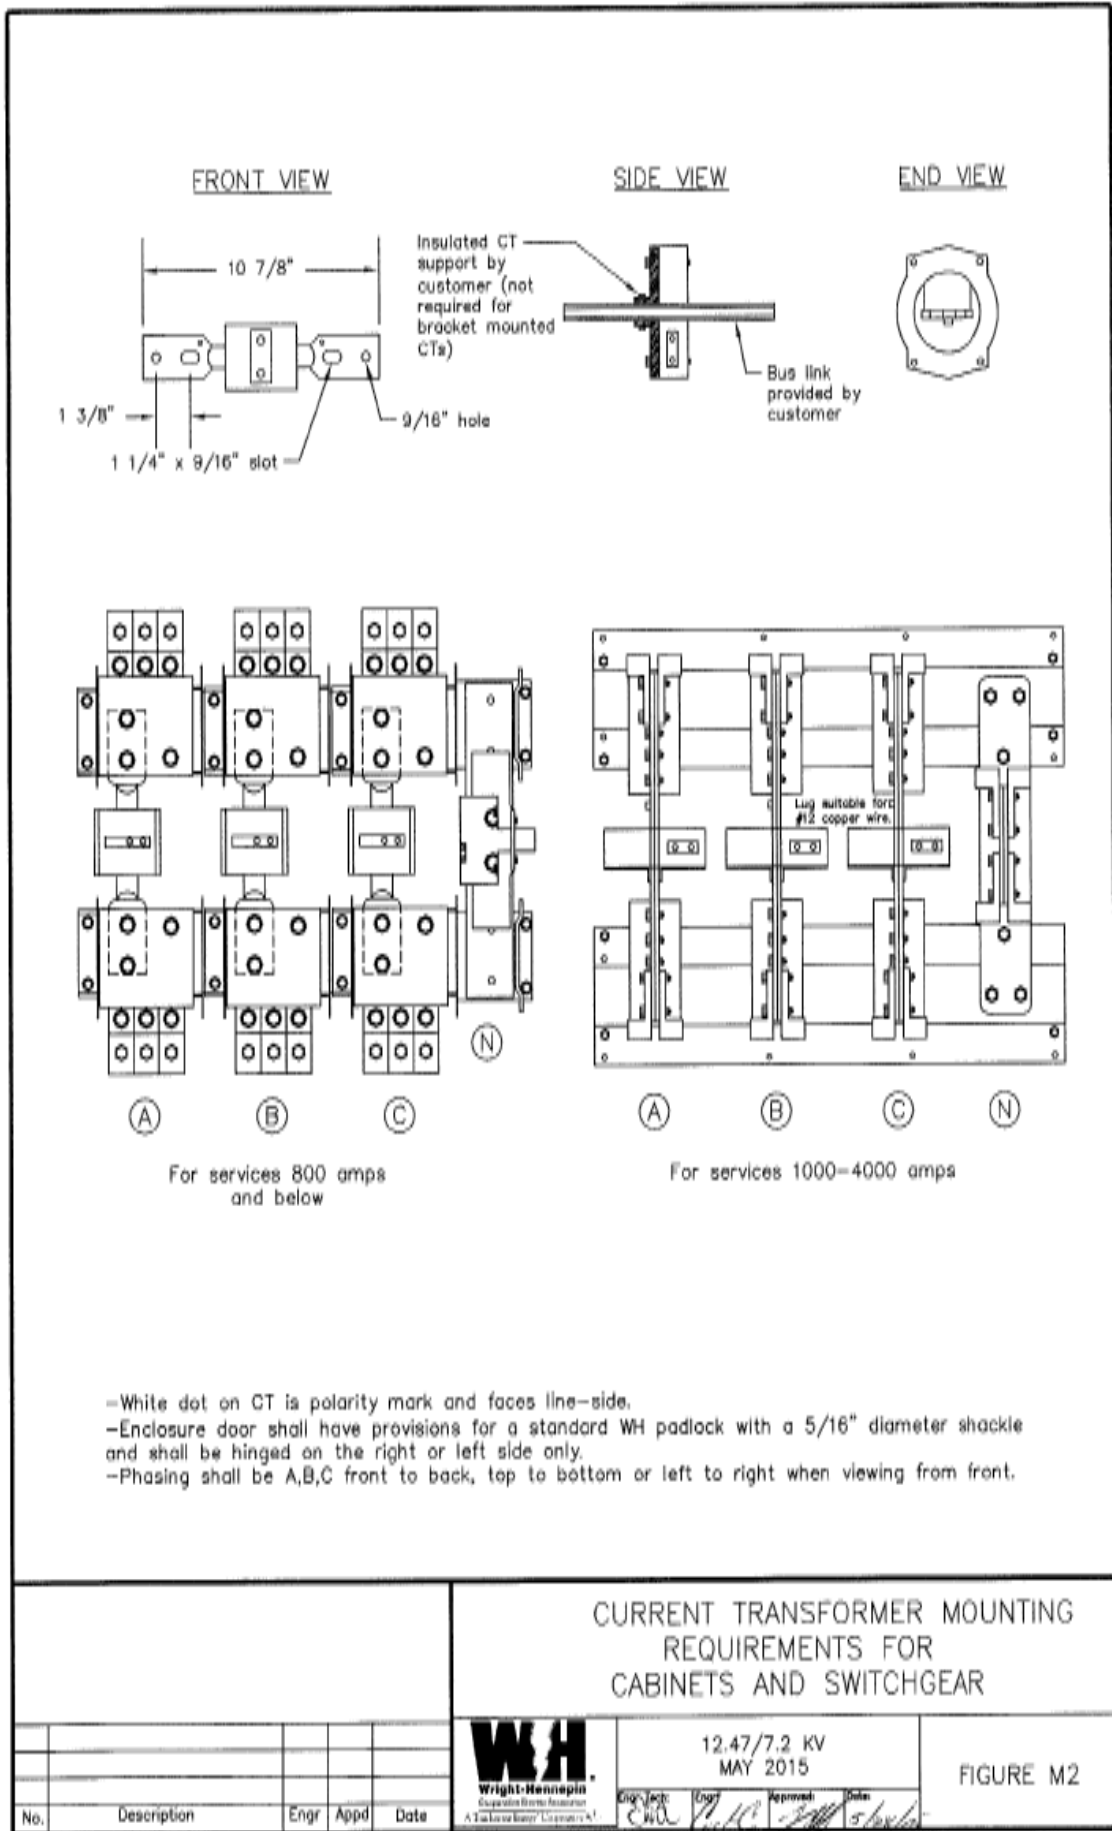 FRONT VIEW
SIDE VIEW
END VIEW
10 7/8"
1 3/8"
1 1/4" x 9/16" slot
9/16" hole
Insulated CT
support by
customer (not
required for
bracket mounted
CTs)
Bus link
provided by
customer
Lug suitable for
#12 copper wire.
N
A
B
C
For services 800 amps
and below
A
B
C
N
For services 1000-4000 amps
-White dot on CT is polarity mark and faces line-side.
-Enclosure door shall have provisions for a standard WH padlock with a 5/16" diameter shackle
and shall be hinged on the right or left side only.
-Phasing shall be A,B,C front to back, top to bottom or left to right when viewing from front.
CURRENT TRANSFORMER MOUNTING
REQUIREMENTS FOR
CABINETS AND SWITCHGEAR
WH.
Wright-Hennepin
Cooperative Electric Association
12.47/7.2 KV
MAY 2015
FIGURE M2
No. Description Engr Appd Date
Engr Tech: Engr: Approved: Date: